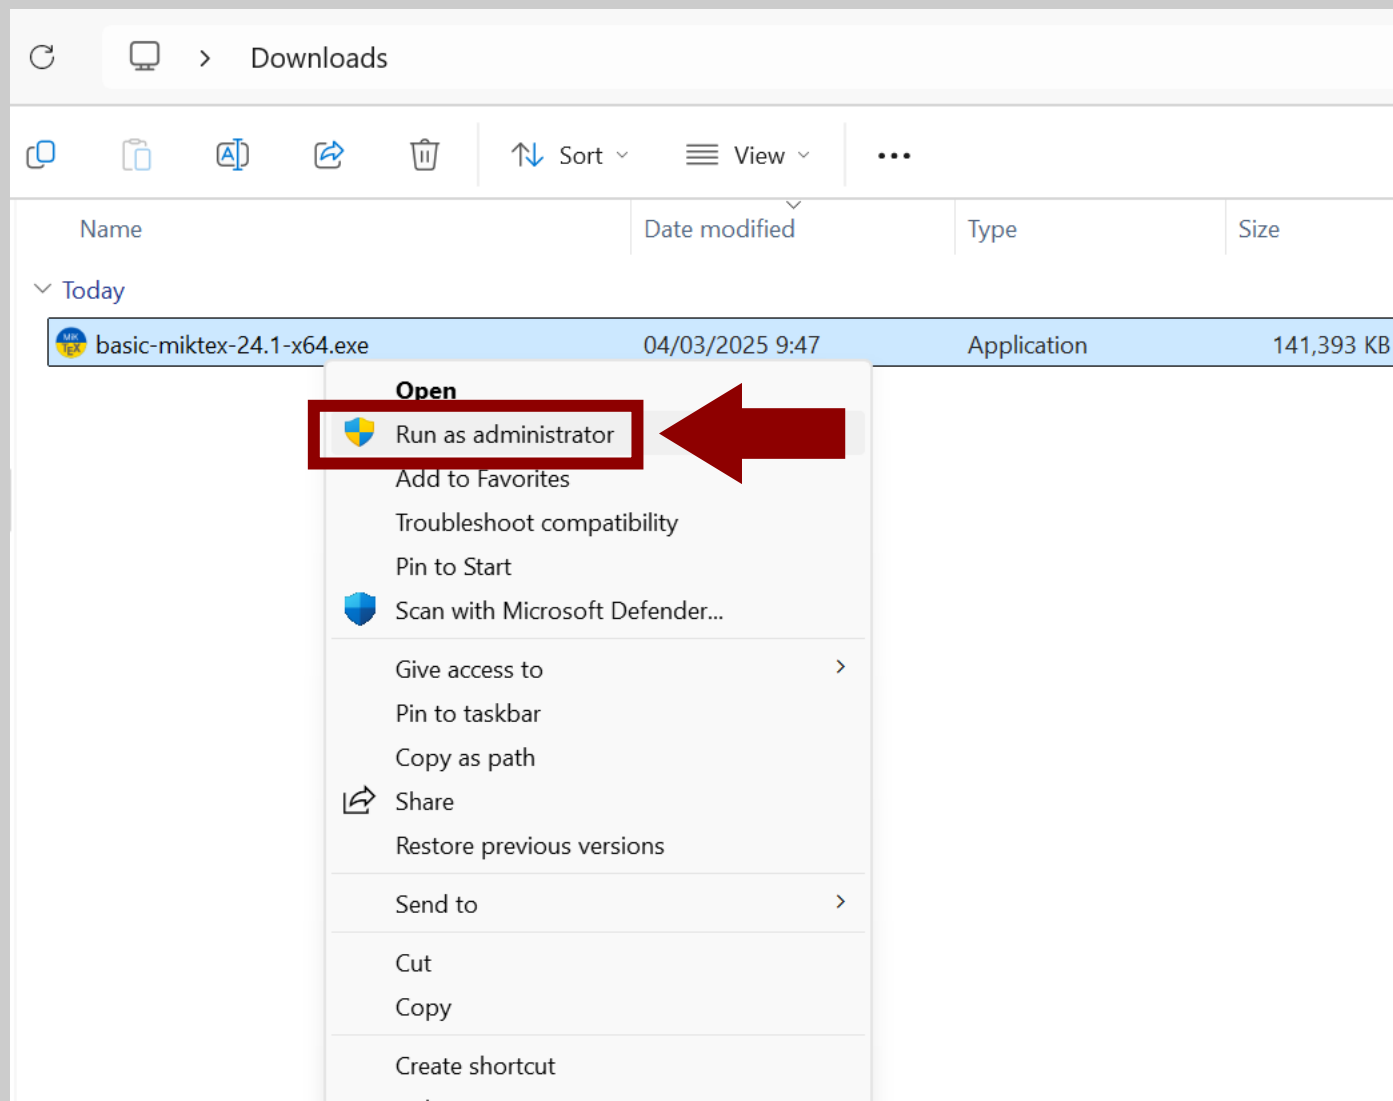 Downloads
Sort
View
Name Date modified Type Size
Today
MiK
TEX
basic-miktex-24.1-x64.exe 04/03/2025 9:47 Application 141,393 KB
Open
Run as administrator
Add to Favorites
Troubleshoot compatibility
Pin to Start
Scan with Microsoft Defender...
Give access to
Pin to taskbar
Copy as path
Share
Restore previous versions
Send to
Cut
Copy
Create shortcut